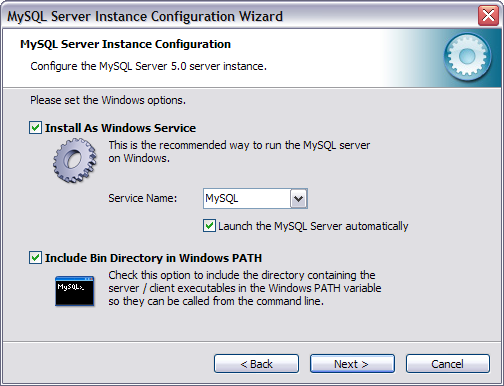 MySQL Server Instance Configuration Wizard
MySQL Server Instance Configuration
Configure the MySQL Server 5.0 server instance.
Please set the Windows options.
Install As Windows Service
This is the recommended way to run the MySQL server
on Windows.
Service Name:
MySQL
Launch the MySQL Server automatically
Include Bin Directory in Windows PATH
MySQL>_
Check this option to include the directory containing the
server / client executables in the Windows PATH variable
so they can be called from the command line.
< Back
Next >
Cancel